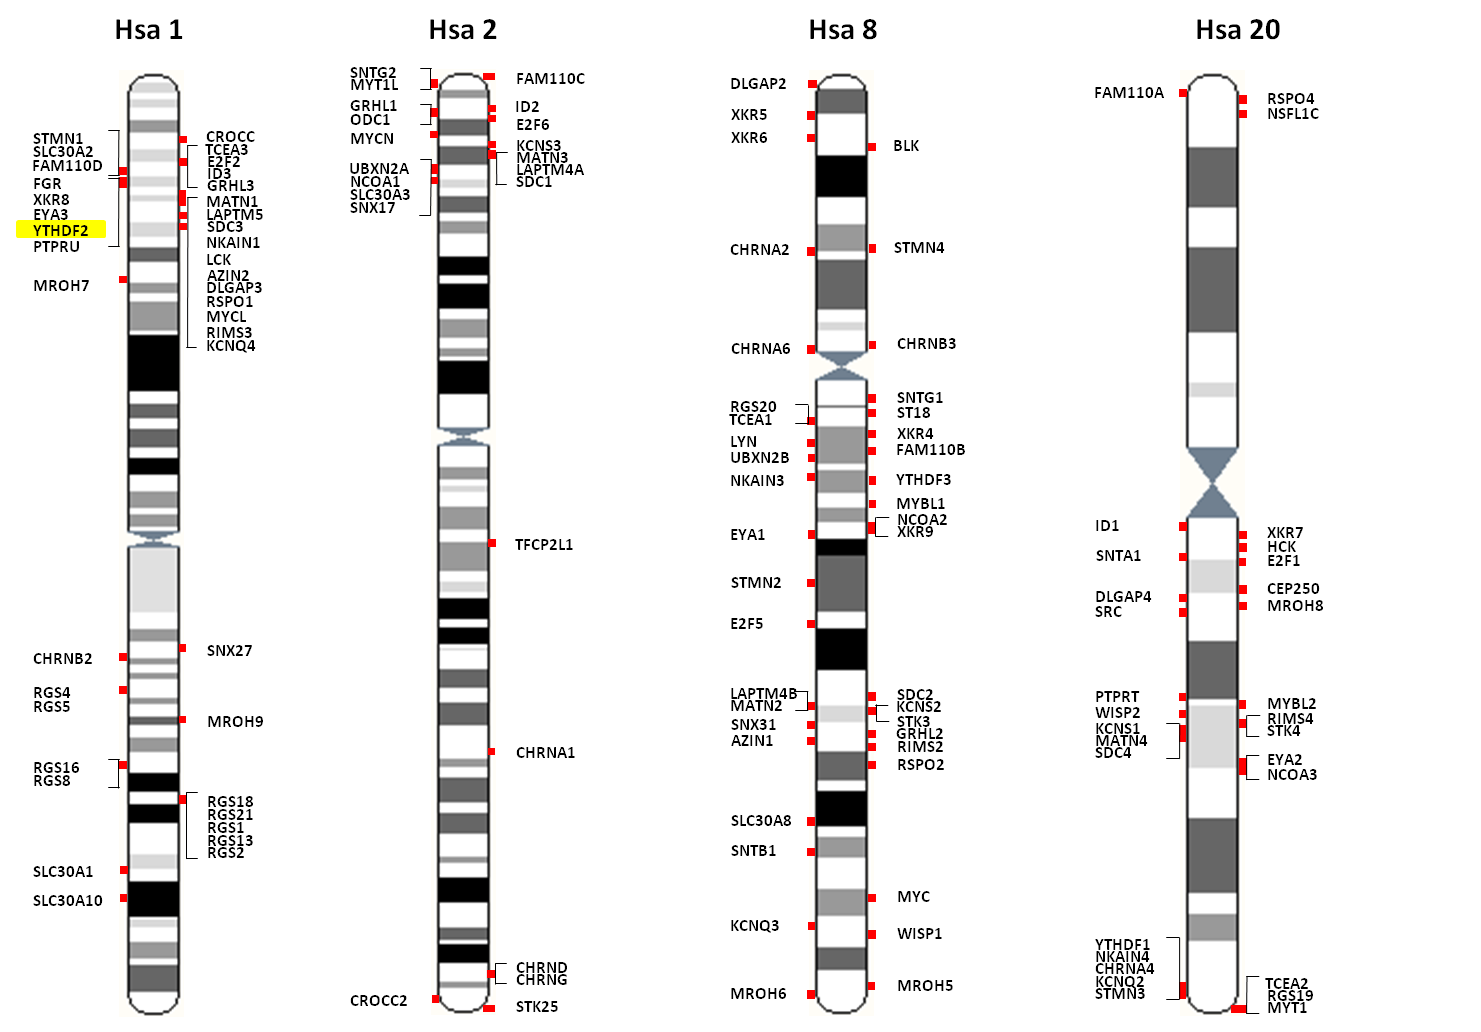 Hsa 1
STMN1
SLC30A2
FAM110D
FGR
XKR8
EYA3
YTHDF2
PTPRU
MROH7
CHRNB2
RGS4
RGS5
RGS16
RGS8
SLC30A1
SLC30A10
CROCC
TCEA3
E2F2
ID3
GRHL3
MATN1
LAPTM5
SDC3
NKAIN1
LCK
AZIN2
DLGAP3
RSPO1
MYCL
RIMS3
KCNQ4
SNX27
MROH9
RGS18
RGS21
RGS1
RGS13
RGS2
Hsa 2
SNTG2
MYT1L
GRHL1
ODC1
MYCN
UBXN2A
NCOA1
SLC30A3
SNX17
CROCC2
FAM110C
ID2
E2F6
KCNS3
MATN3
LAPTM4A
SDC1
TFCP2L1
CHRNA1
CHRND
CHRNG
STK25
Hsa 8
DLGAP2
XKR5
XKR6
CHRNA2
CHRNA6
RGS20
TCEA1
LYN
UBXN2B
NKAIN3
EYA1
STMN2
E2F5
LAPTM4B
MATN2
SNX31
AZIN1
SLC30A8
SNTB1
KCNQ3
MROH6
BLK
STMN4
CHRNB3
SNTG1
ST18
XKR4
FAM110B
YTHDF3
MYBL1
NCOA2
XKR9
SDC2
KCNS2
STK3
GRHL2
RIMS2
RSPO2
MYC
WISP1
MROH5
Hsa 20
FAM110A
ID1
SNTA1
DLGAP4
SRC
PTPRT
WISP2
KCNS1
MATN4
SDC4
YTHDF1
NKAIN4
CHRNA4
KCNQ2
STMN3
RSPO4
NSFL1C
XKR7
HCK
E2F1
CEP250
MROH8
MYBL2
RIMS4
STK4
EYA2
NCOA3
TCEA2
RGS19
MYT1